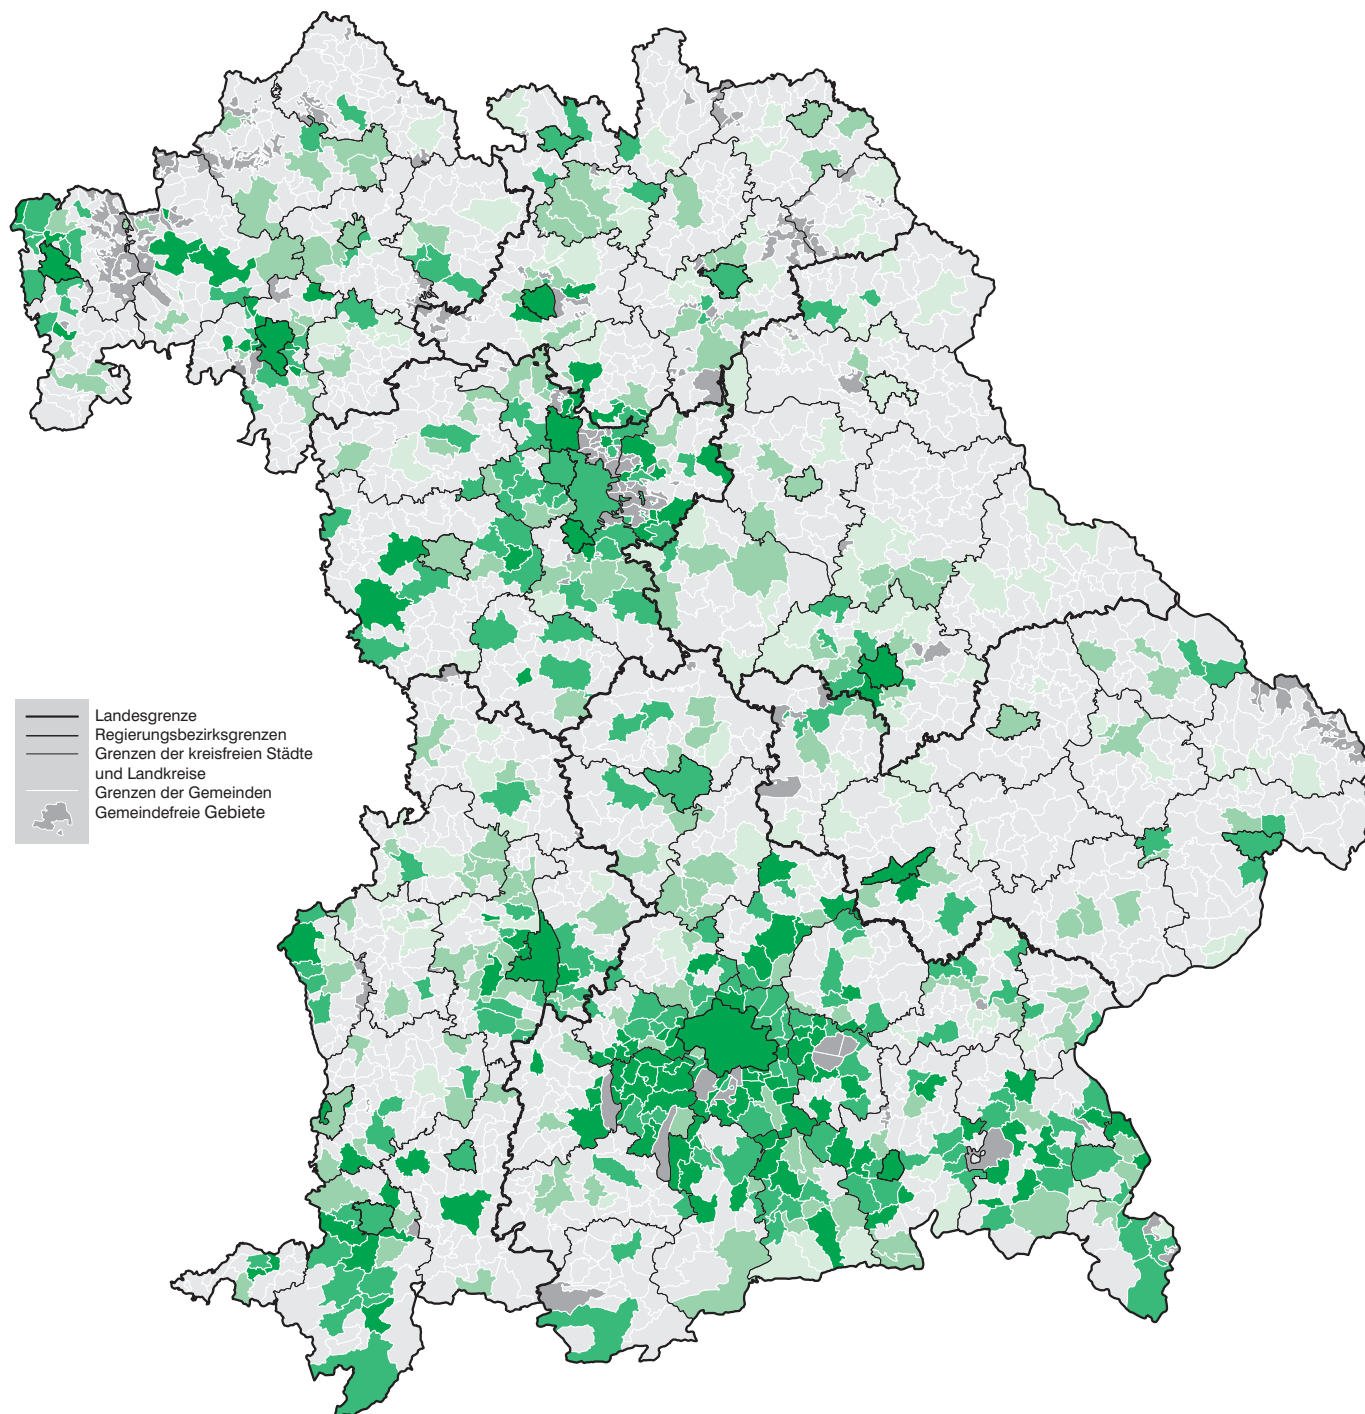 Landesgrenze
Regierungsbezirksgrenzen
Grenzen der kreisfreien Städte
und Landkreise
Grenzen der Gemeinden
Gemeindefreie Gebiete